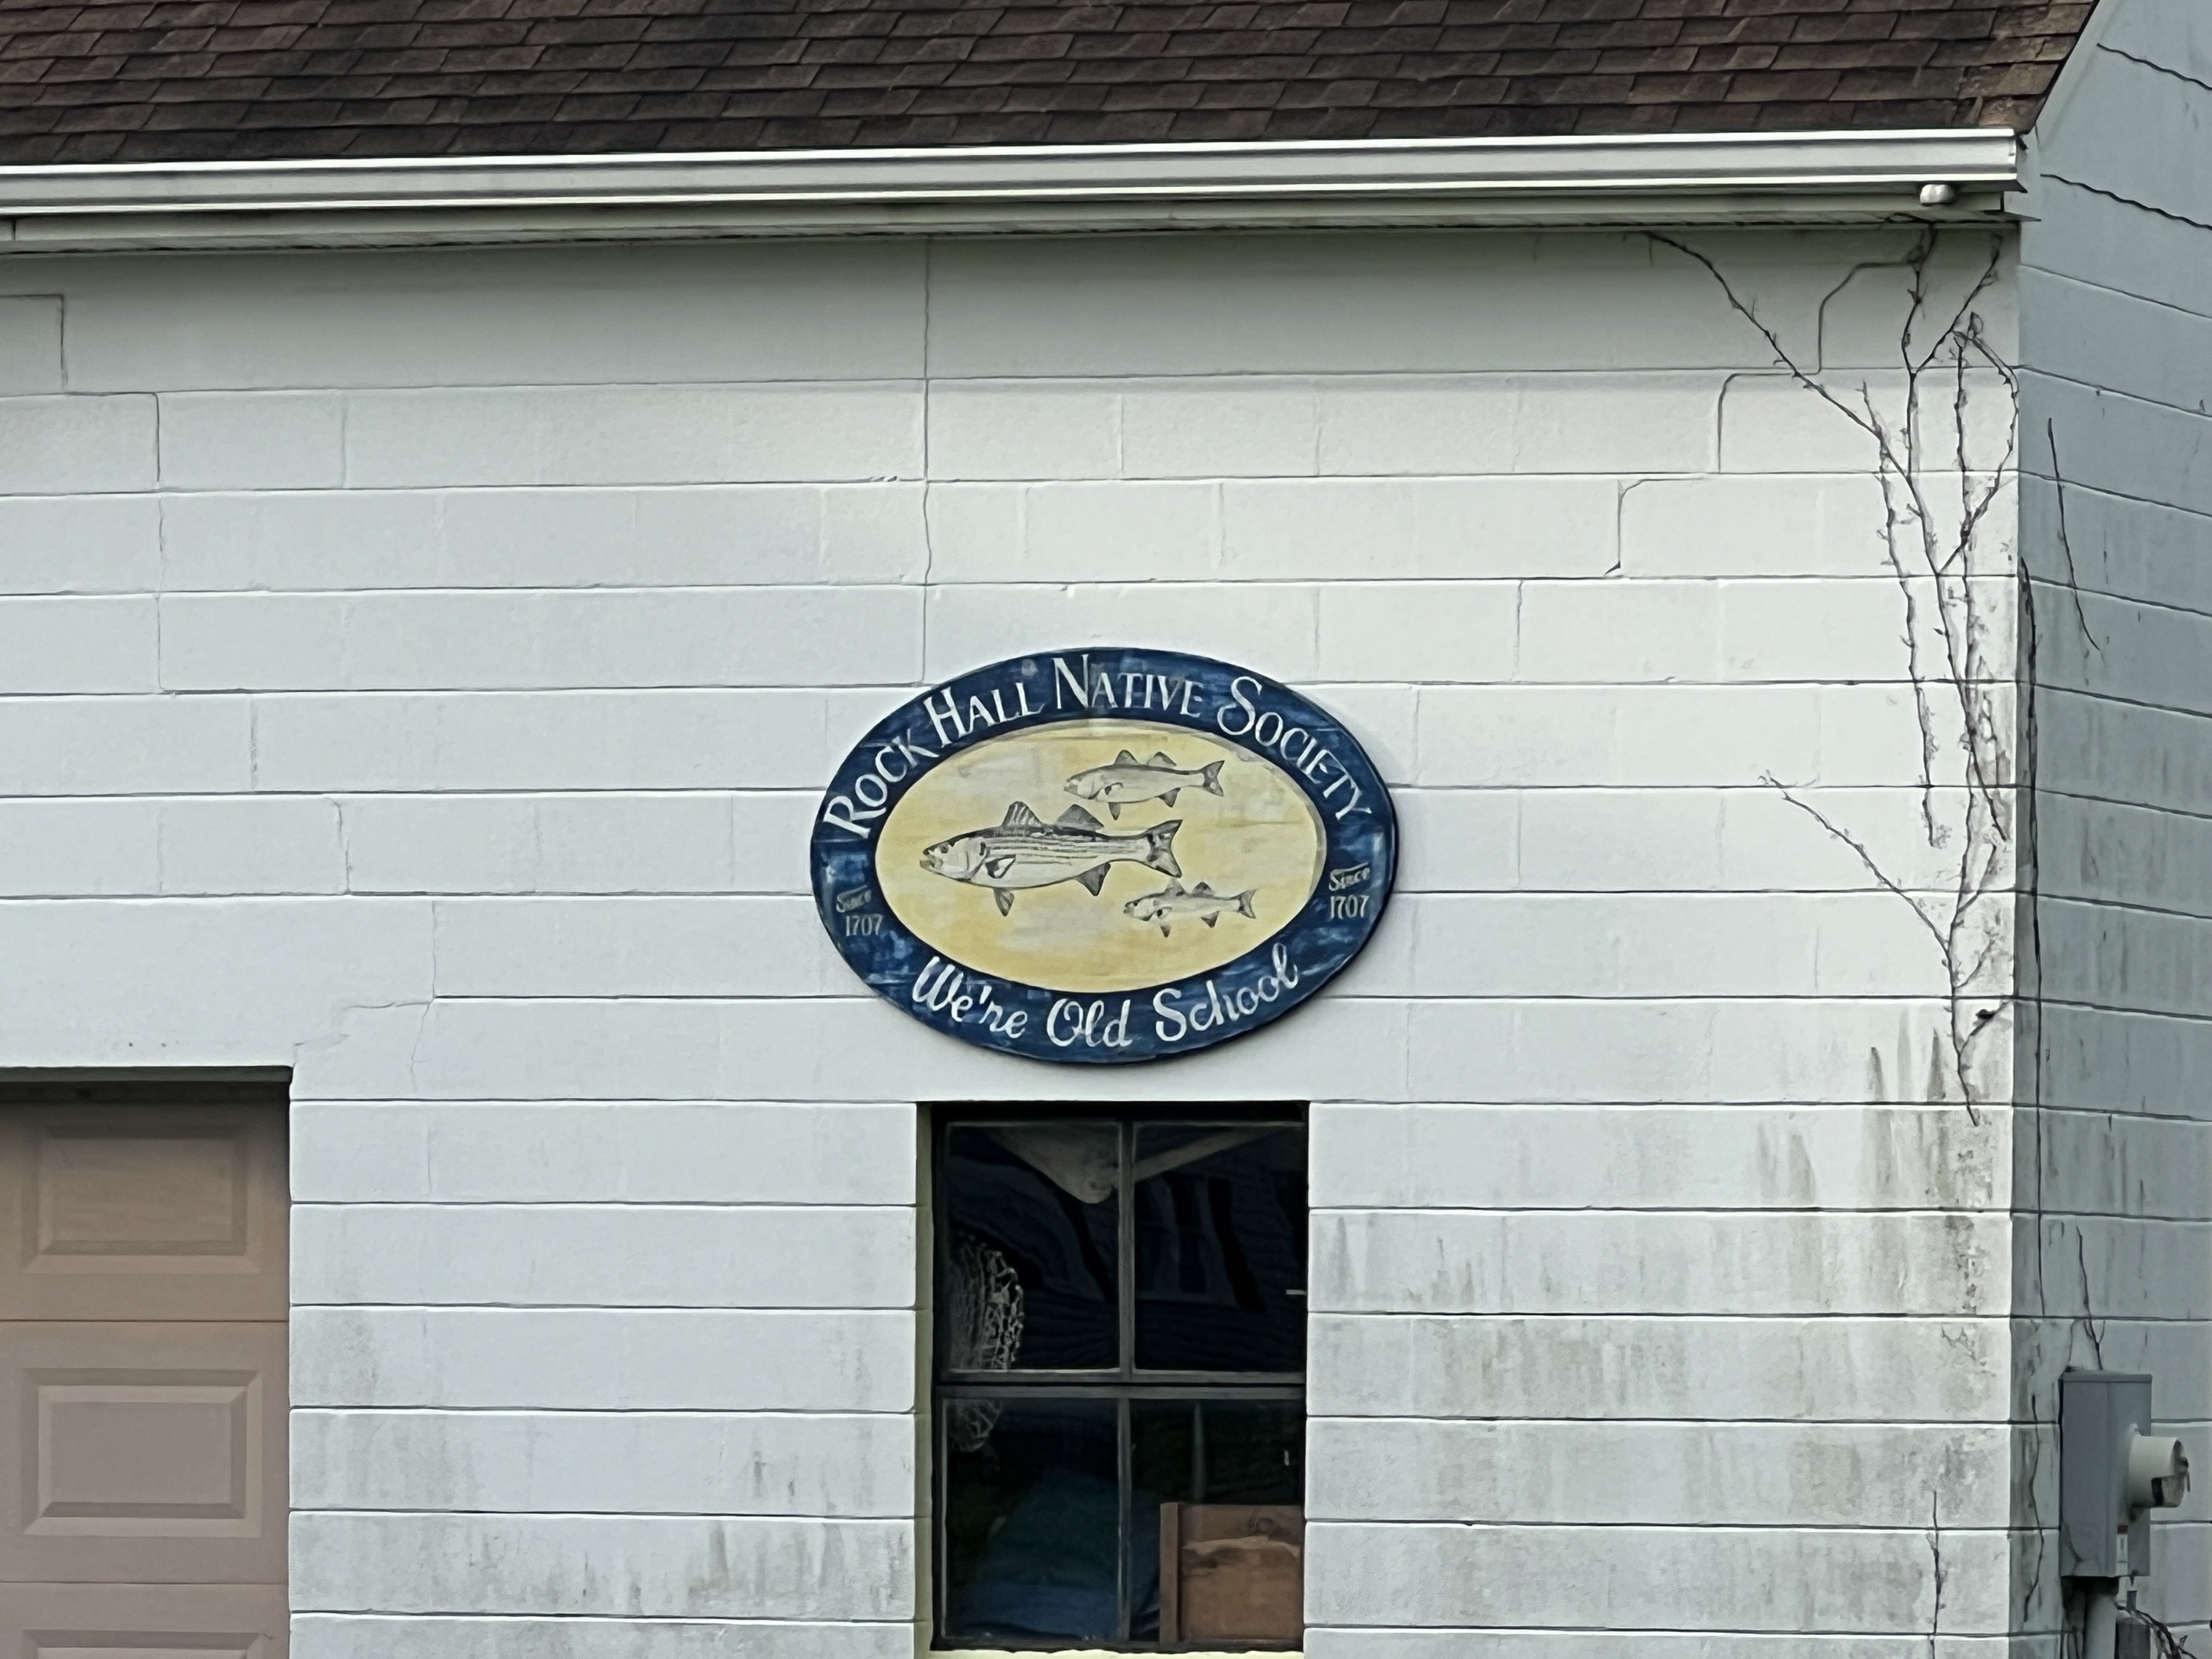 Rock Hall Native Society
Since
1707
Since
1707
We're Old School